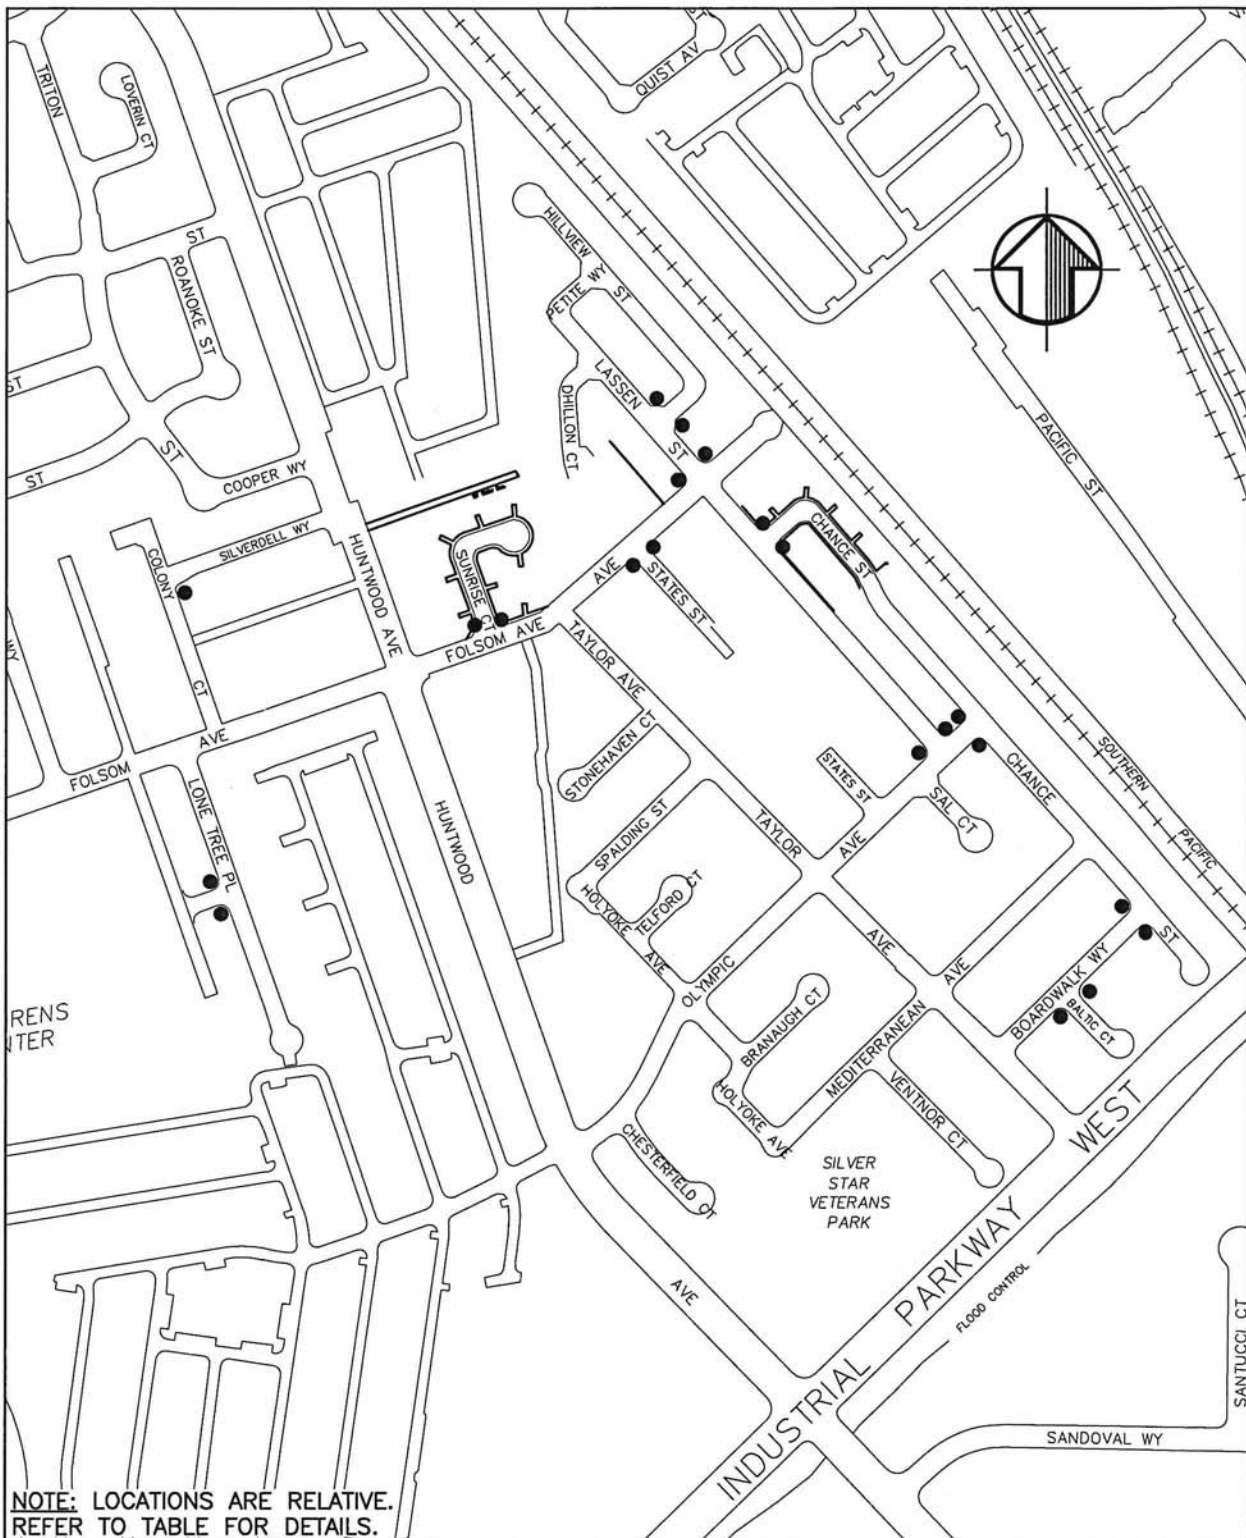 ST
QUIST AV
TRITON
LOVERIN CT
ST
ROANOKE ST
HILLVIEW
ST
PETITE WY
LASSEN
ST
DHILLON CT
PACIFIC ST
ST
ST
ST
COOPER WY
SILVERDELL WY
COLONY
CT
HUNTWOOD AVE
SUNRISE CT
FOLSOM AVE
AVE
STATES ST
CHANCE ST
WY
TAYLOR AVE
STONEHAVEN CT
FOLSOM
AVE
LONE TREE PL
HUNTWOOD
SPALDING ST
TAYLOR
AVE
STATES ST
SAL CT
CHANCE
ST
SOUTHERN
PACIFIC
HOLYOKE
AVE
TELFORD CT
OLYMPIC
AVE
AVE
BOARDWALK WY
BALTIC CT
BRANAUGH CT
MEDITERRANEAN
VENTNOR CT
HOLYOKE AVE
RENS
NTER
CHESTERFIELD CT
SILVER
STAR
VETERANS
PARK
AVE
INDUSTRIAL PARKWAY WEST
FLOOD CONTROL
SANTUCCI CT
SANDOVAL WY
NOTE: LOCATIONS ARE RELATIVE.
REFER TO TABLE FOR DETAILS.